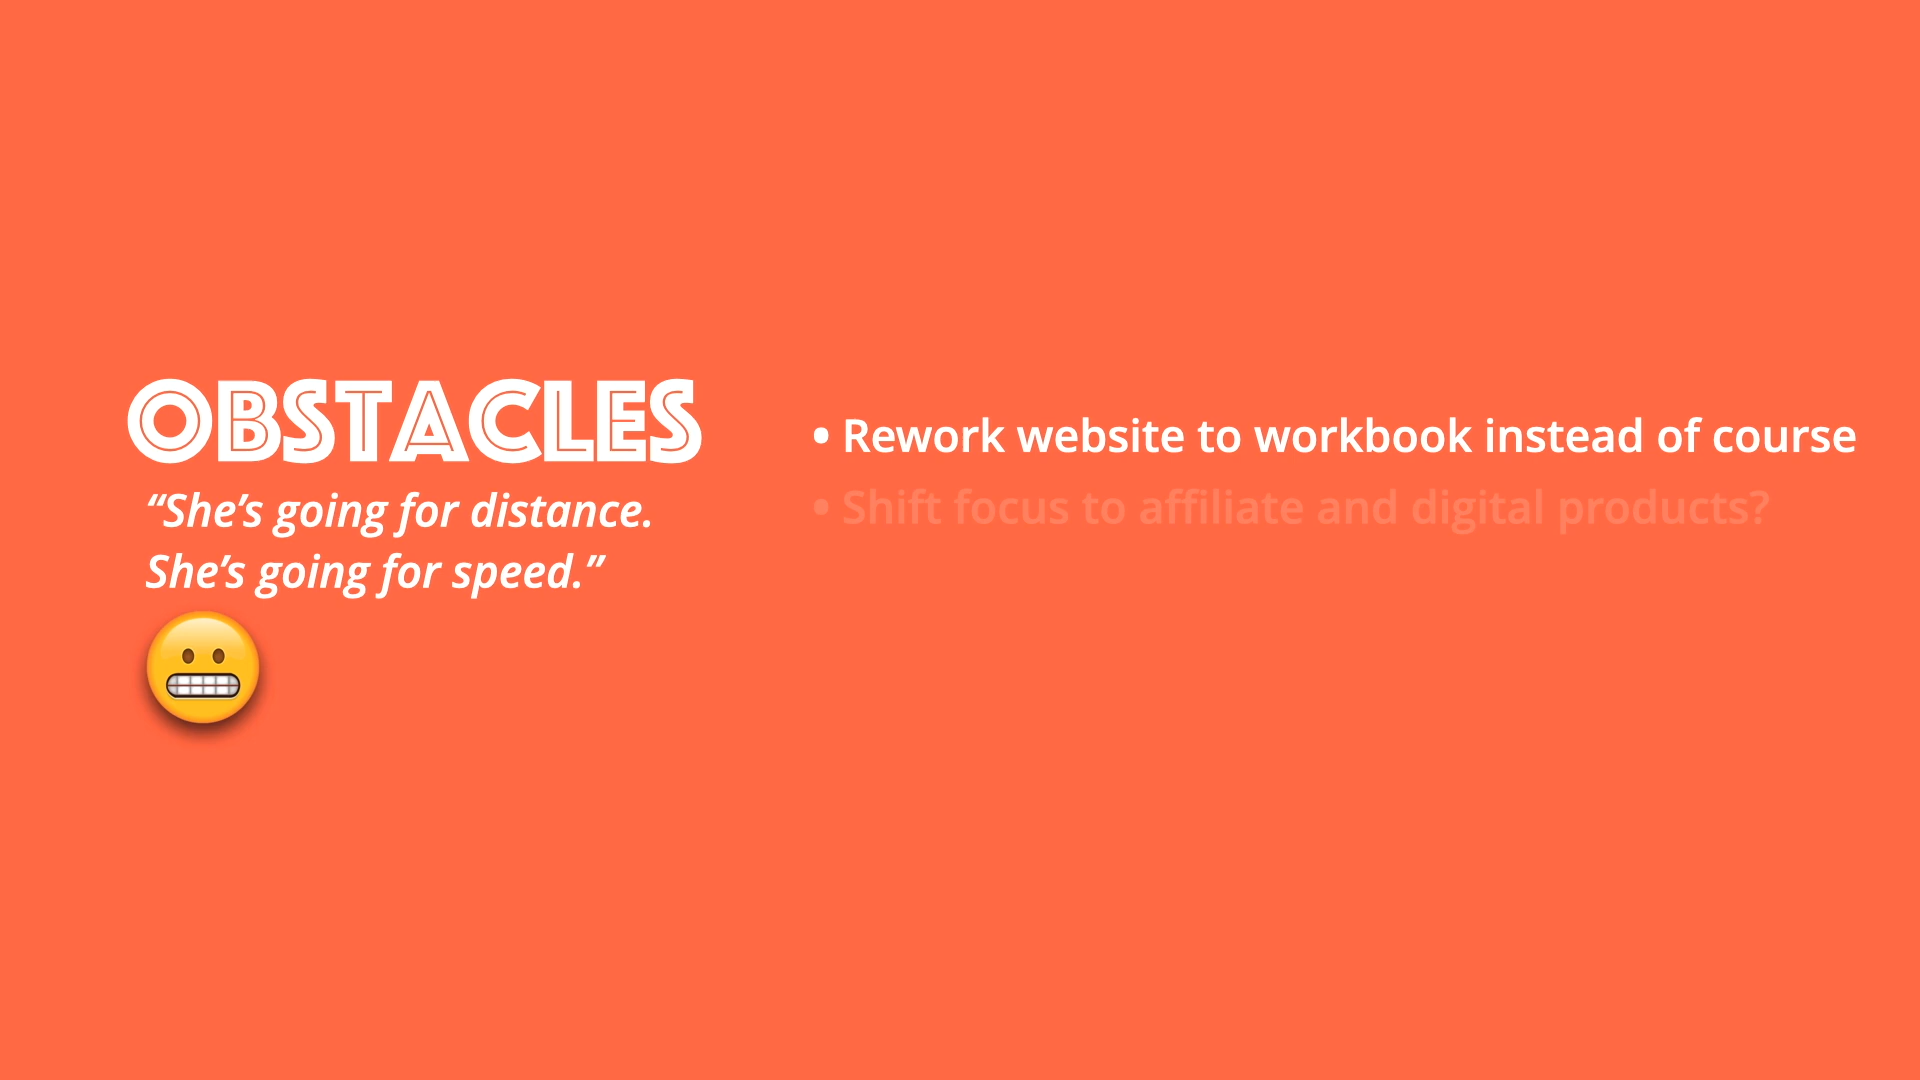 OBSTACLES
“She’s going for distance.
She’s going for speed.”
• Rework website to workbook instead of course
• Shift focus to affiliate and digital products?